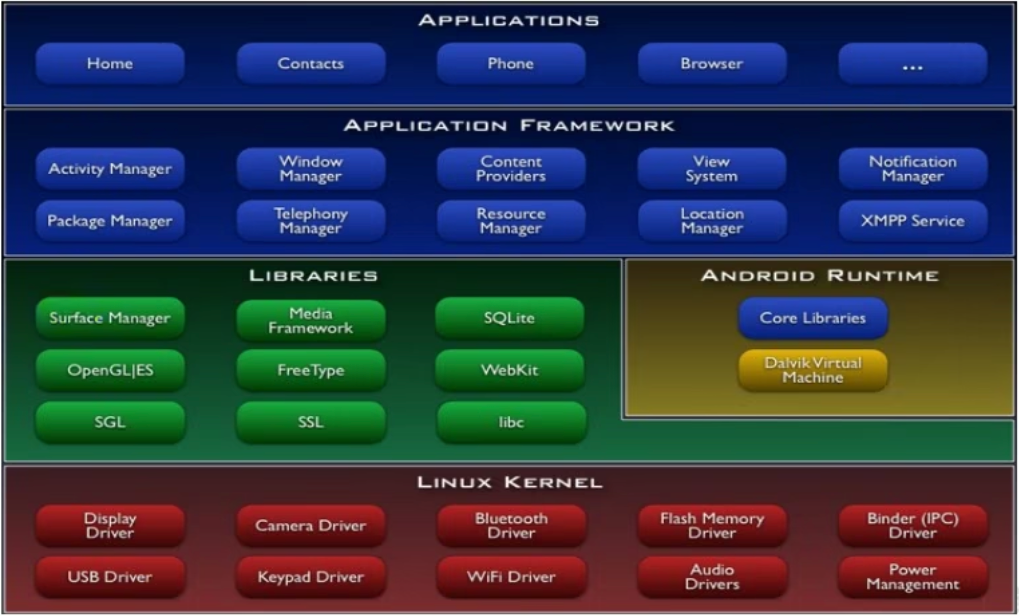 APPLICATIONS
Home
Contacts
Phone
Browser
...
APPLICATION FRAMEWORK
Activity Manager
Window
Manager
Content
Providers
View
System
Notification
Manager
Package Manager
Telephony
Manager
Resource
Manager
Location
Manager
XMPP Service
LIBRARIES
Surface Manager
Media
Framework
SQLite
OpenGL|ES
FreeType
WebKit
SGL
SSL
libc
ANDROID RUNTIME
Core Libraries
Dalvik Virtual
Machine
LINUX KERNEL
Display
Driver
Camera Driver
Bluetooth
Driver
Flash Memory
Driver
Binder (IPC)
Driver
USB Driver
Keypad Driver
WiFi Driver
Audio
Drivers
Power
Management